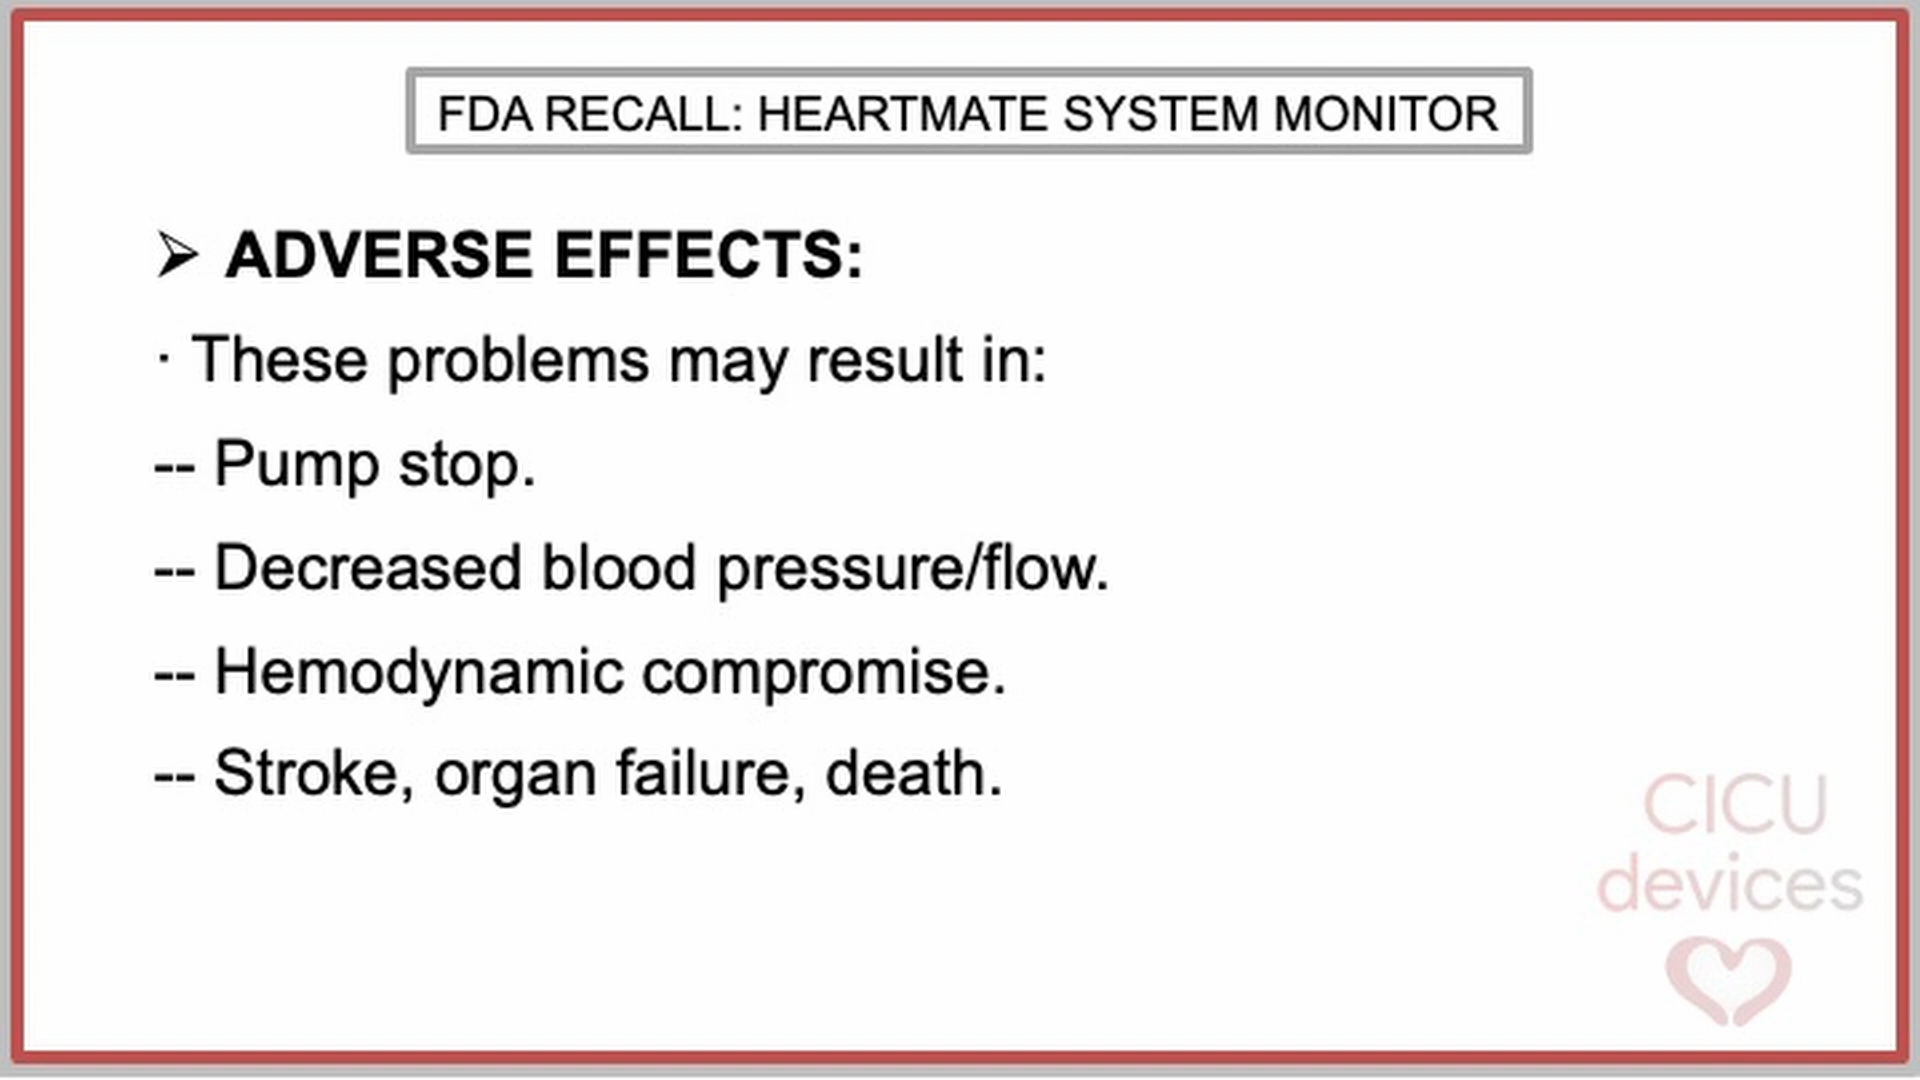 FDA RECALL: HEARTMATE SYSTEM MONITOR
➢ ADVERSE EFFECTS:
· These problems may result in:
-- Pump stop.
-- Decreased blood pressure/flow.
-- Hemodynamic compromise.
-- Stroke, organ failure, death.
CICU
devices